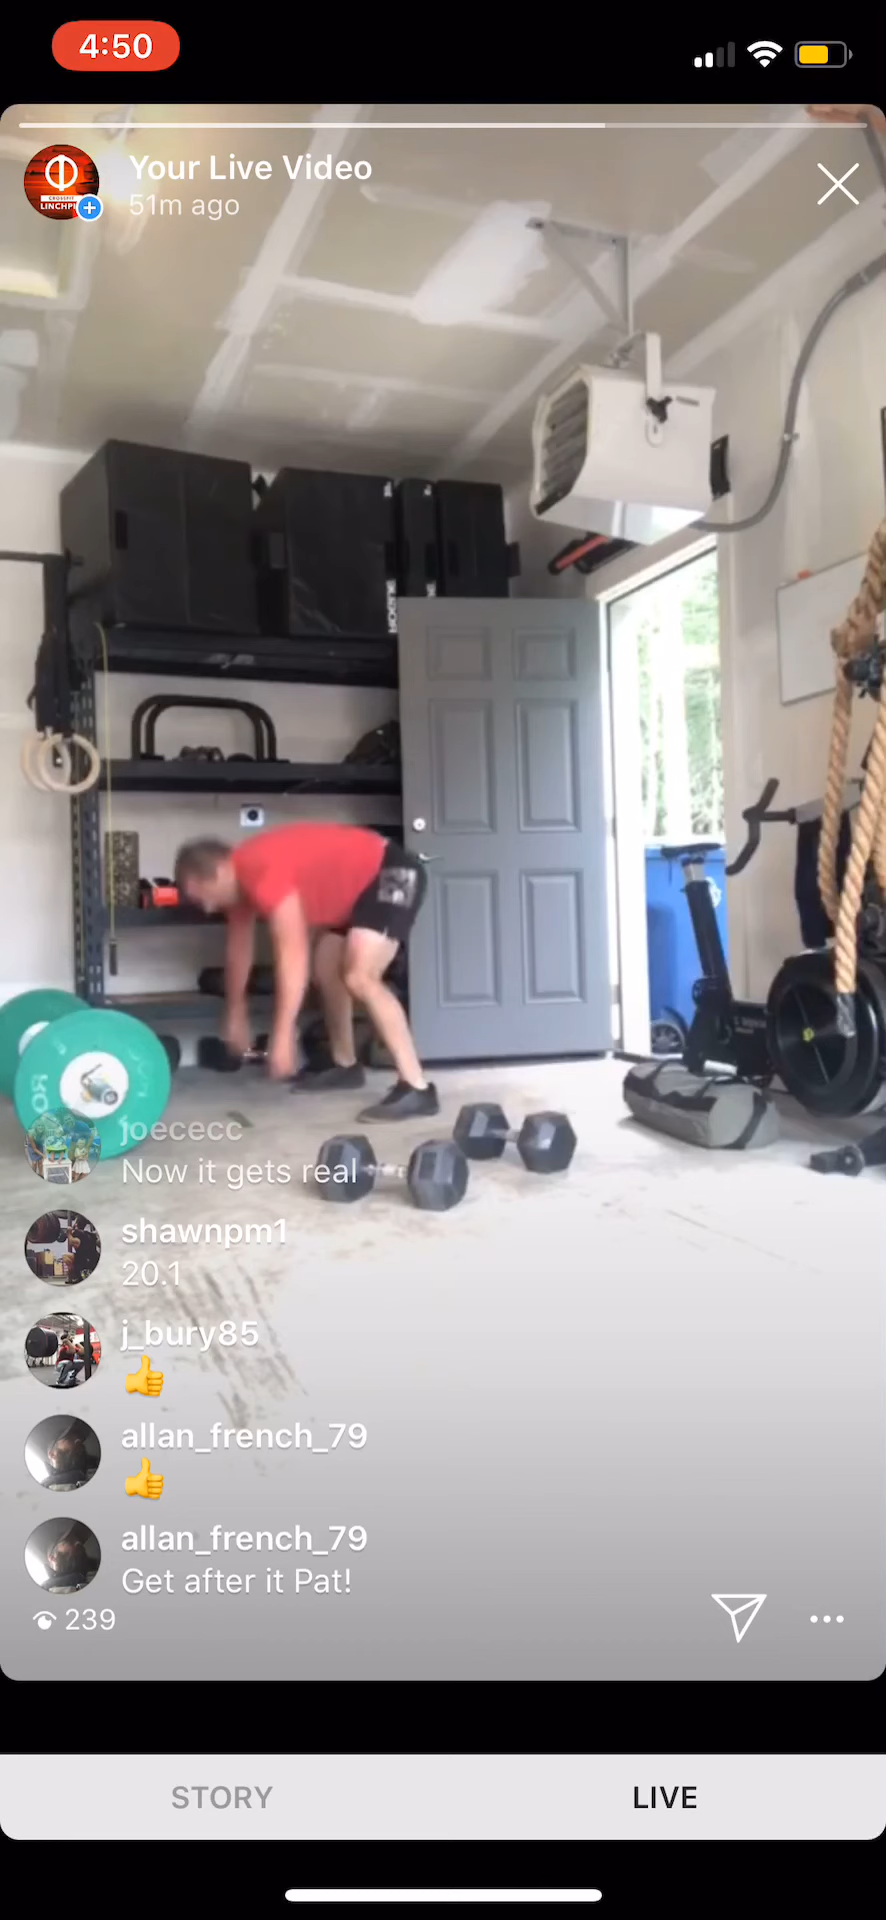 4:50
Your Live Video
51m ago
CROSSFIT
joececc
Now it gets real
shawnpm1
20.1
j_bury85
👍
allan_french_79
👍
allan_french_79
Get after it Pat!
239
STORY
LIVE